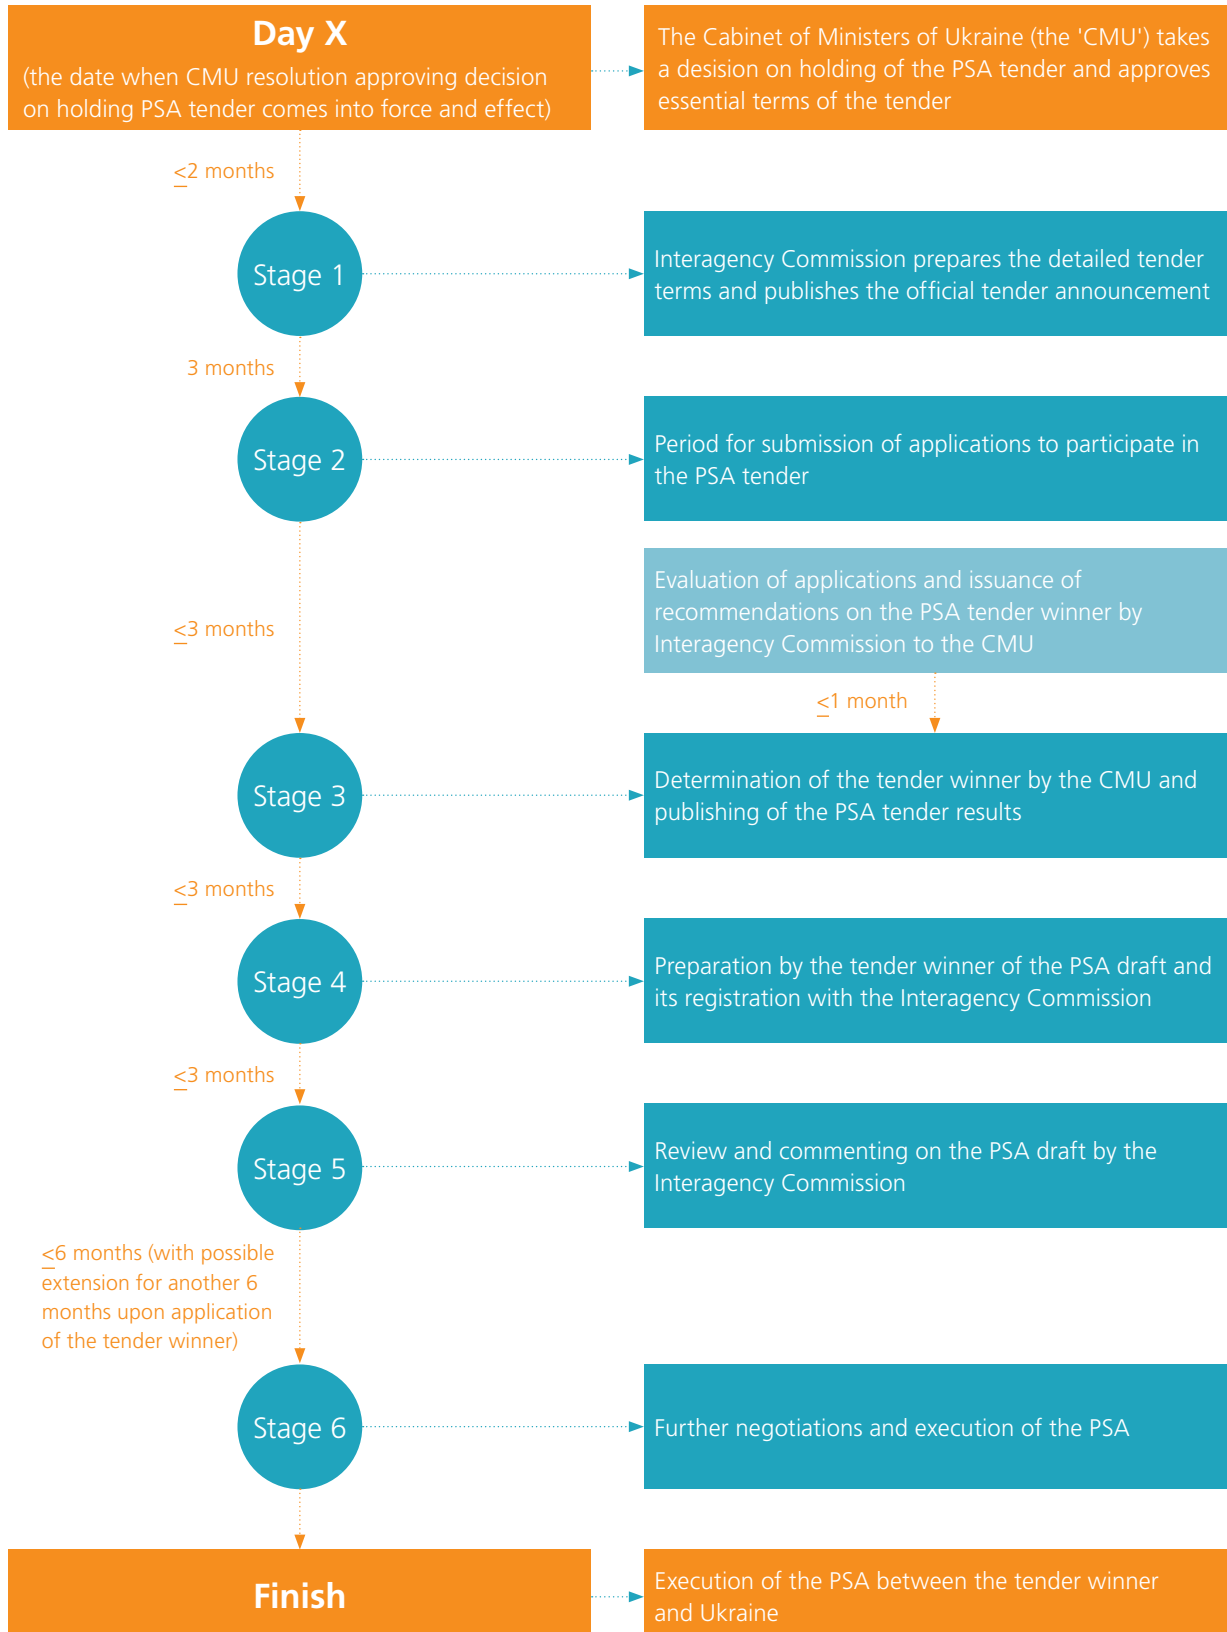 Day X
(the date when CMU resolution approving decision
on holding PSA tender comes into force and effect)
The Cabinet of Ministers of Ukraine (the 'CMU') takes
a desision on holding of the PSA tender and approves
essential terms of the tender
≤2 months
Stage 1
Interagency Commission prepares the detailed tender
terms and publishes the official tender announcement
3 months
Stage 2
Period for submission of applications to participate in
the PSA tender
≤3 months
Evaluation of applications and issuance of
recommendations on the PSA tender winner by
Interagency Commission to the CMU
≤1 month
Stage 3
Determination of the tender winner by the CMU and
publishing of the PSA tender results
≤3 months
Stage 4
Preparation by the tender winner of the PSA draft and
its registration with the Interagency Commission
≤3 months
Stage 5
Review and commenting on the PSA draft by the
Interagency Commission
≤6 months (with possible
extension for another 6
months upon application
of the tender winner)
Stage 6
Further negotiations and execution of the PSA
Finish
Execution of the PSA between the tender winner
and Ukraine